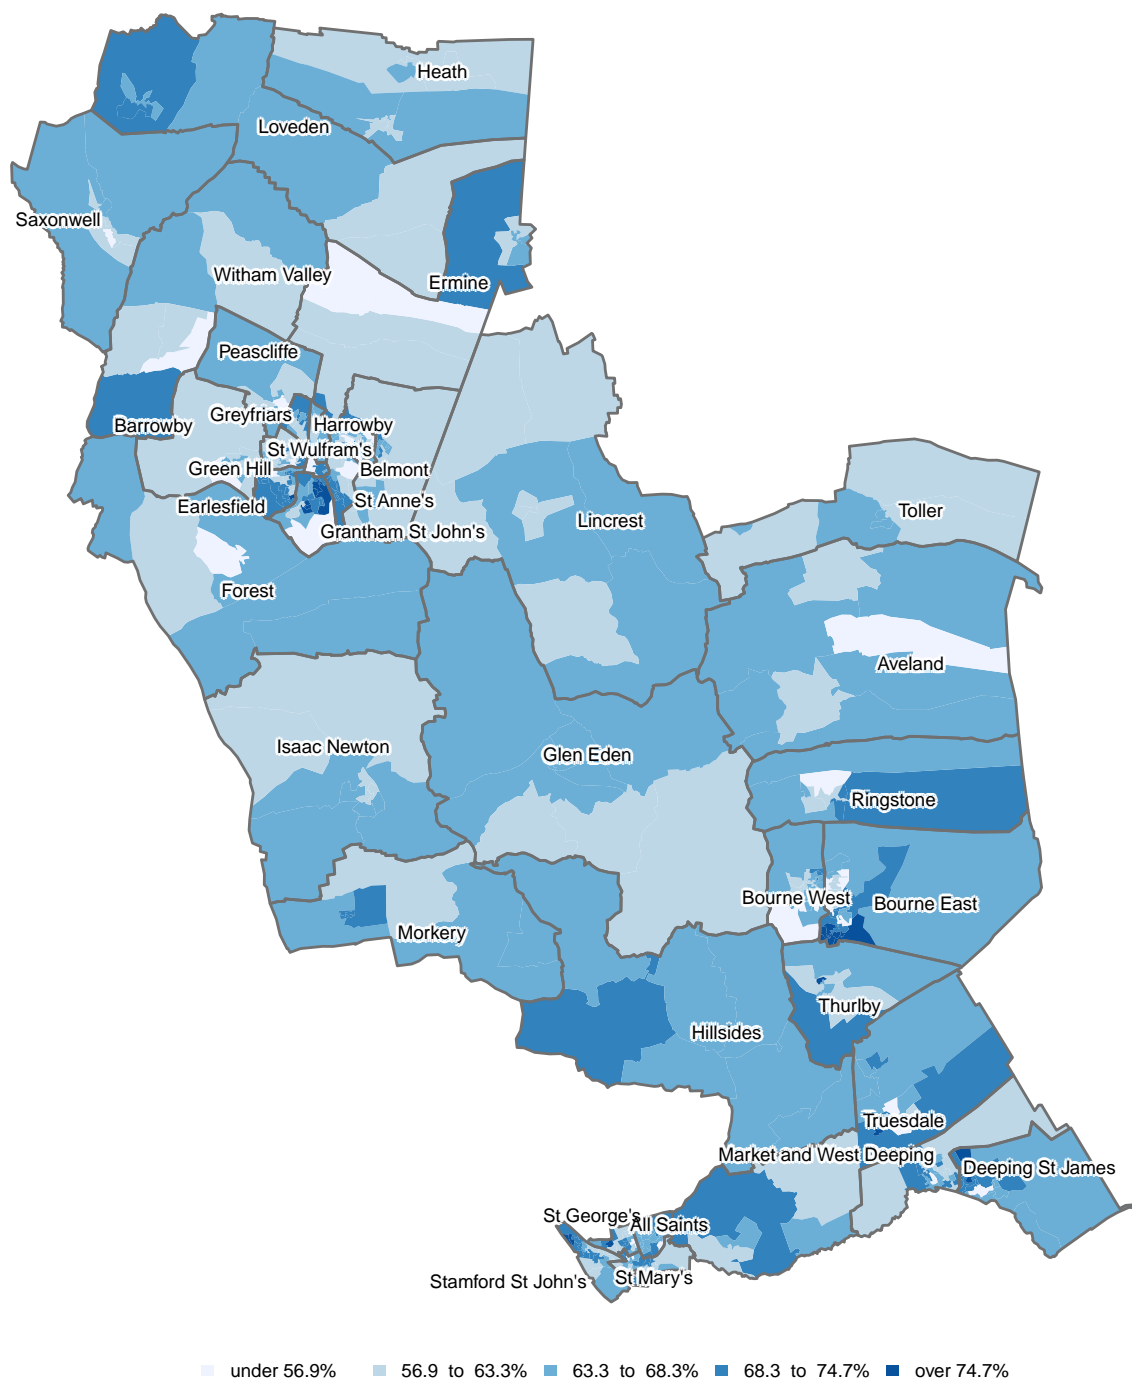 Heath
Loveden
Saxonwell
Witham Valley
Ermine
Peascliffe
Greyfriars
Harrowby
Barrowby
St Wulfram's
Green Hill
Belmont
St Anne's
Earlesfield
Grantham St John's
Toller
Lincrest
Forest
Aveland
Isaac Newton
Glen Eden
Ringstone
Bourne West
Bourne East
Morkery
Thurlby
Hillsides
Truesdale
Market and West Deeping
Deeping St James
St George's
All Saints
Stamford St John's
St Mary's
under 56.9%
56.9 to 63.3%
63.3 to 68.3%
68.3 to 74.7%
over 74.7%